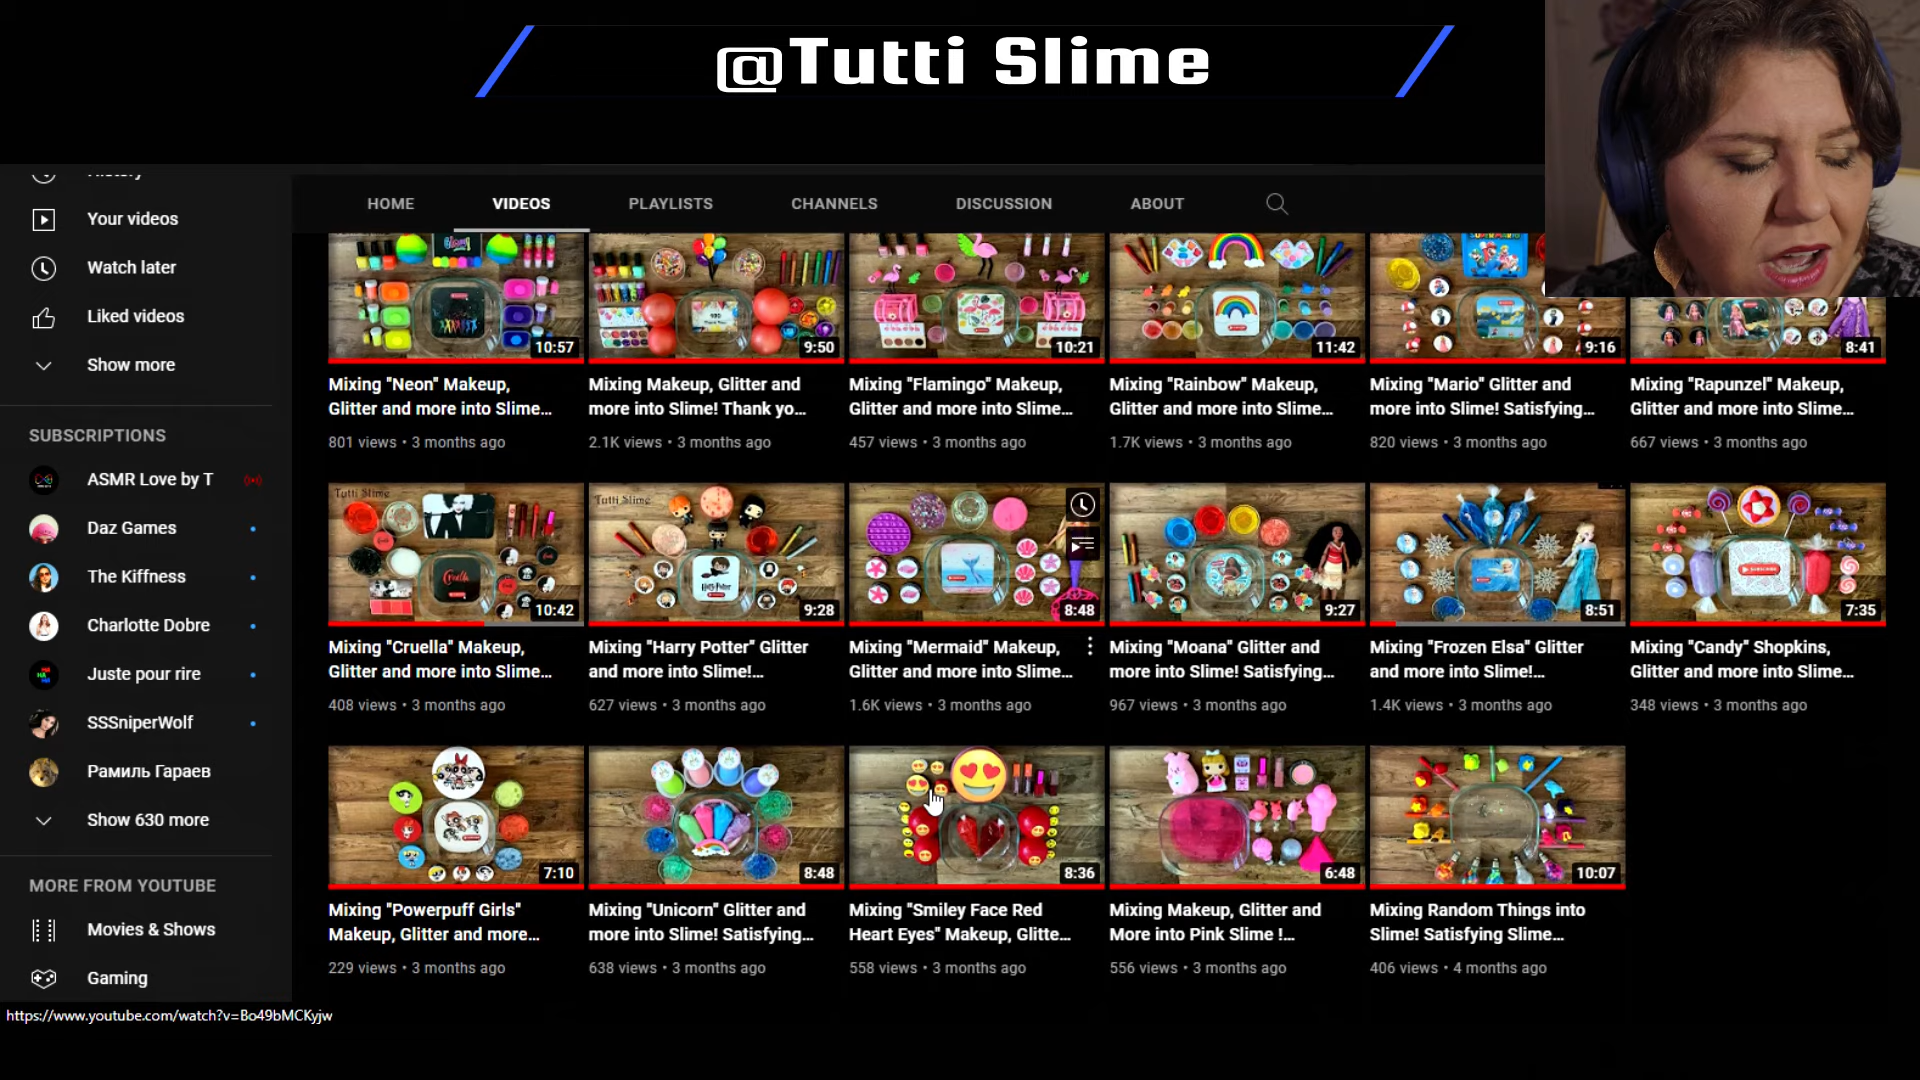 @Tutti Slime
History
Your videos
Watch later
Liked videos
Show more
SUBSCRIPTIONS
ASMR Love by T
Daz Games
The Kiffness
Charlotte Dobre
Juste pour rire
SSSniperWolf
Рамиль Гараев
Show 630 more
MORE FROM YOUTUBE
Movies & Shows
Gaming
https://www.youtube.com/watch?v=Bo49bMCKyjw
HOME VIDEOS PLAYLISTS CHANNELS DISCUSSION ABOUT
10:57
Mixing "Neon" Makeup,
Glitter and more into Slime...
801 views • 3 months ago
9:50
Mixing Makeup, Glitter and
more into Slime! Thank yo...
2.1K views • 3 months ago
10:21
Mixing "Flamingo" Makeup,
Glitter and more into Slime...
457 views • 3 months ago
11:42
Mixing "Rainbow" Makeup,
Glitter and more into Slime...
1.7K views • 3 months ago
9:16
Mixing "Mario" Glitter and
more into Slime! Satisfying...
820 views • 3 months ago
8:41
Mixing "Rapunzel" Makeup,
Glitter and more into Slime...
667 views • 3 months ago
Tutti Slime
Cruella
10:42
Mixing "Cruella" Makeup,
Glitter and more into Slime...
408 views • 3 months ago
Tutti Slime
Harry Potter
9:28
Mixing "Harry Potter" Glitter
and more into Slime!...
627 views • 3 months ago
8:48
Mixing "Mermaid" Makeup,
Glitter and more into Slime...
1.6K views • 3 months ago
9:27
Mixing "Moana" Glitter and
more into Slime! Satisfying...
967 views • 3 months ago
8:51
Mixing "Frozen Elsa" Glitter
and more into Slime!...
1.4K views • 3 months ago
SUBSCRIBE
7:35
Mixing "Candy" Shopkins,
Glitter and more into Slime...
348 views • 3 months ago
7:10
Mixing "Powerpuff Girls"
Makeup, Glitter and more...
229 views • 3 months ago
8:48
Mixing "Unicorn" Glitter and
more into Slime! Satisfying...
638 views • 3 months ago
8:36
Mixing "Smiley Face Red
Heart Eyes" Makeup, Glitte...
558 views • 3 months ago
6:48
Mixing Makeup, Glitter and
More into Pink Slime !...
556 views • 3 months ago
10:07
Mixing Random Things into
Slime! Satisfying Slime...
406 views • 4 months ago